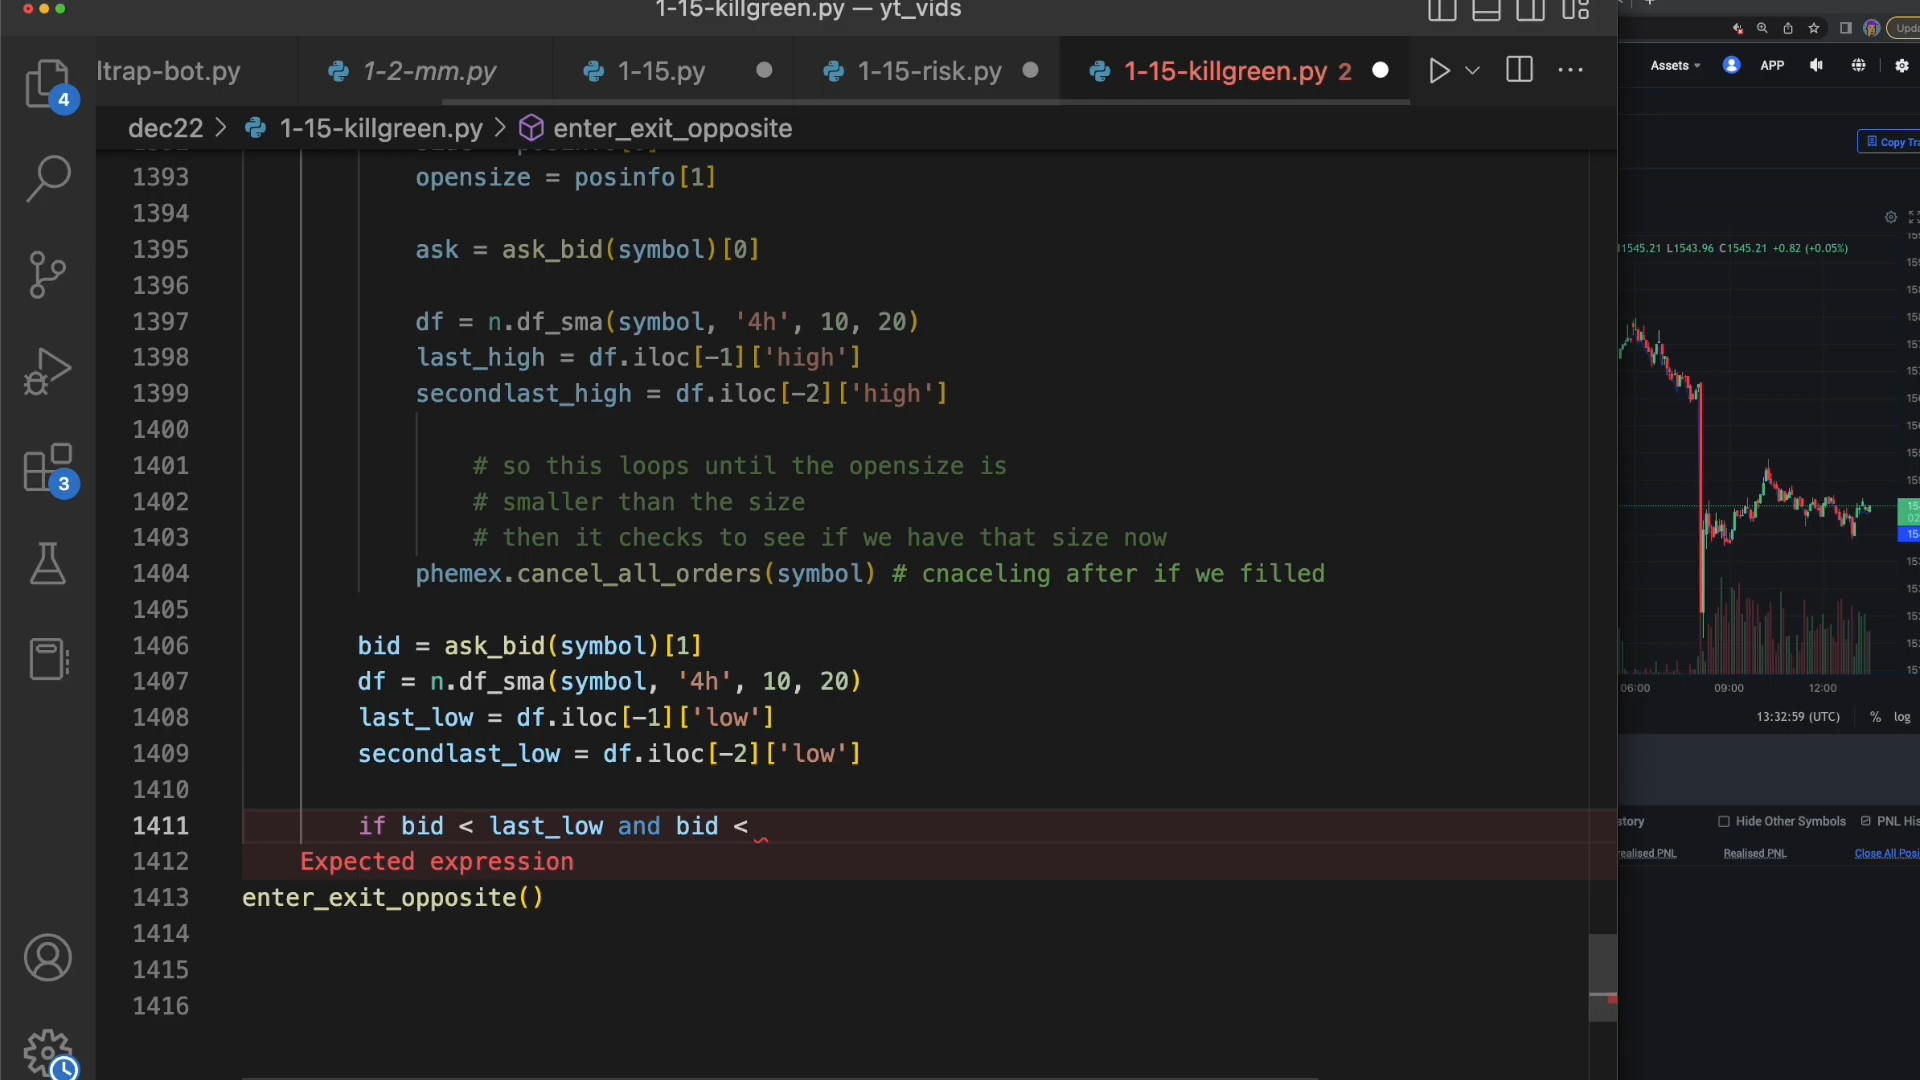 1-15-killgreen.py — yt_vids
ltrap-bot.py 1-2-mm.py 1-15.py 1-15-risk.py 1-15-killgreen.py 2
dec22 > 1-15-killgreen.py > enter_exit_opposite
1393 opensize = posinfo[1]
1394
1395 ask = ask_bid(symbol)[0]
1396
1397 df = n.df_sma(symbol, '4h', 10, 20)
1398 last_high = df.iloc[-1]['high']
1399 secondlast_high = df.iloc[-2]['high']
1400
1401 # so this loops until the opensize is
1402 # smaller than the size
1403 # then it checks to see if we have that size now
1404 phemex.cancel_all_orders(symbol) # cnaceling after if we filled
1405
1406 bid = ask_bid(symbol)[1]
1407 df = n.df_sma(symbol, '4h', 10, 20)
1408 last_low = df.iloc[-1]['low']
1409 secondlast_low = df.iloc[-2]['low']
1410
1411 if bid < last_low and bid <
1412 Expected expression
1413 enter_exit_opposite()
1414
1415
1416
4
3
Assets APP
Copy Tra
1545.21 L1543.96 C1545.21 +0.82 (+0.05%)
06:00 09:00 12:00
13:32:59 (UTC) % log
story Hide Other Symbols PNL His
realised PNL Realised PNL Close All Posi